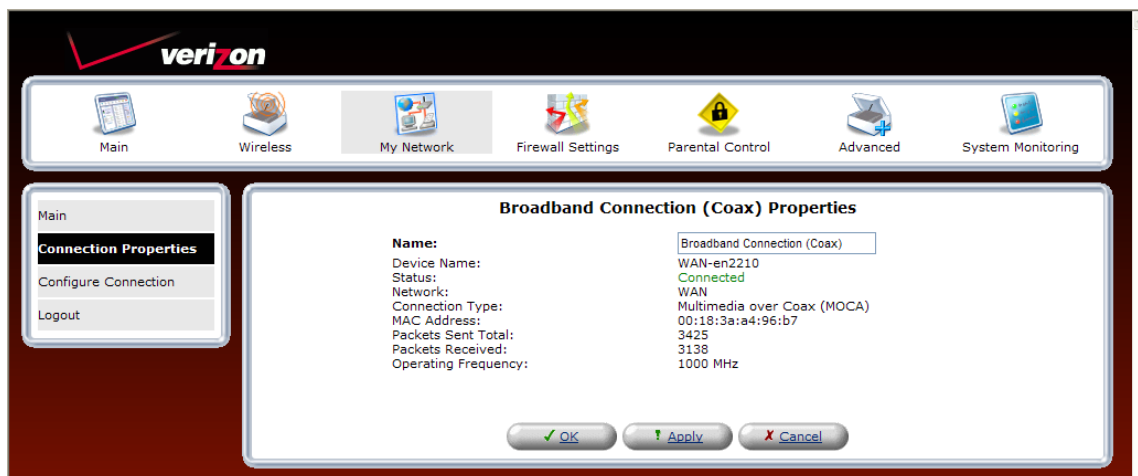 verizon
Main Wireless My Network Firewall Settings Parental Control Advanced System Monitoring
Main
Connection Properties
Configure Connection
Logout
Broadband Connection (Coax) Properties
Name: Broadband Connection (Coax)
Device Name: WAN-en2210
Status: Connected
Network: WAN
Connection Type: Multimedia over Coax (MOCA)
MAC Address: 00:18:3a:a4:96:b7
Packets Sent Total: 3425
Packets Received: 3138
Operating Frequency: 1000 MHz
OK Apply Cancel